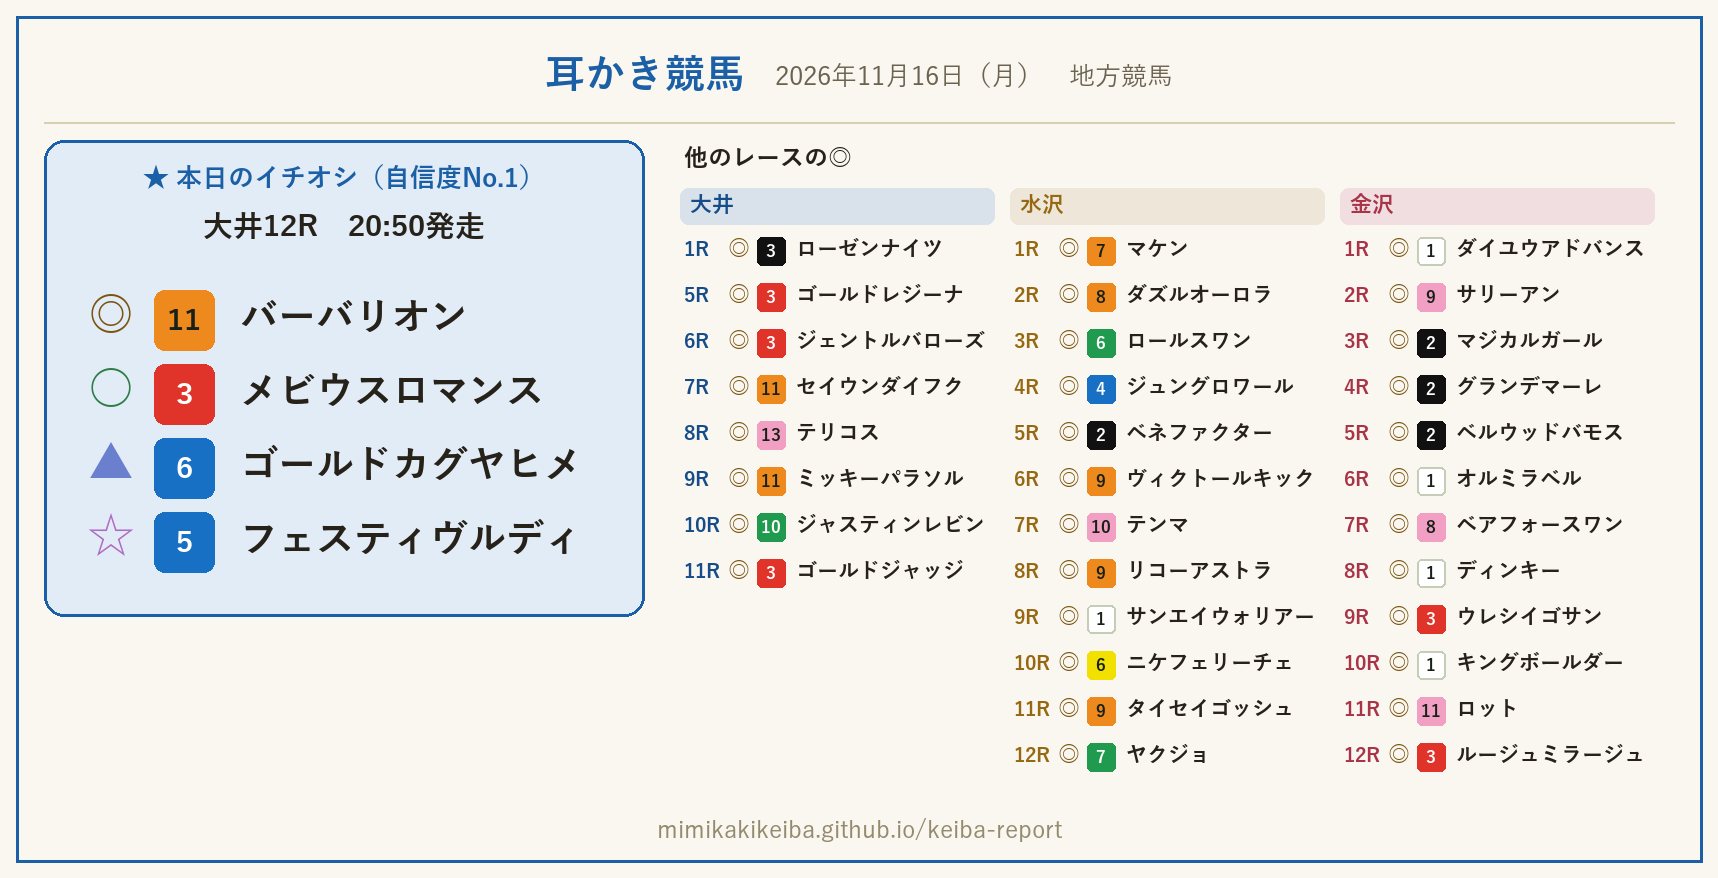 耳かき競馬 2026年11月16日（月） 地方競馬
★ 本日のイチオシ（自信度No.1）
大井12R 20:50発走
◎ 11 バーバリオン
○ 3 メビウスロマンス
▲ 6 ゴールドカグヤヒメ
☆ 5 フェスティヴルディ
他のレースの◎
大井
1R ◎ 3 ローゼンナイツ
5R ◎ 3 ゴールドレジーナ
6R ◎ 3 ジェントルバローズ
7R ◎ 11 セイウンダイフク
8R ◎ 13 テリコス
9R ◎ 11 ミッキーパラソル
10R ◎ 10 ジャスティンレビン
11R ◎ 3 ゴールドジャッジ
水沢
1R ◎ 7 マケン
2R ◎ 8 ダズルオーロラ
3R ◎ 6 ロールスワン
4R ◎ 4 ジュングロワール
5R ◎ 2 ベネファクター
6R ◎ 9 ヴィクトールキック
7R ◎ 10 テンマ
8R ◎ 9 リコーアストラ
9R ◎ 1 サンエイウォリアー
10R ◎ 6 ニケフェリーチェ
11R ◎ 9 タイセイゴッシュ
12R ◎ 7 ヤクジョ
金沢
1R ◎ 1 ダイユウアドバンス
2R ◎ 9 サリーアン
3R ◎ 2 マジカルガール
4R ◎ 2 グランデマーレ
5R ◎ 2 ベルウッドバモス
6R ◎ 1 オルミラベル
7R ◎ 8 ベアフォースワン
8R ◎ 1 ディンキー
9R ◎ 3 ウレシイゴサン
10R ◎ 1 キングボールダー
11R ◎ 11 ロット
12R ◎ 3 ルージュミラージュ
mimikakikeiba.github.io/keiba-report